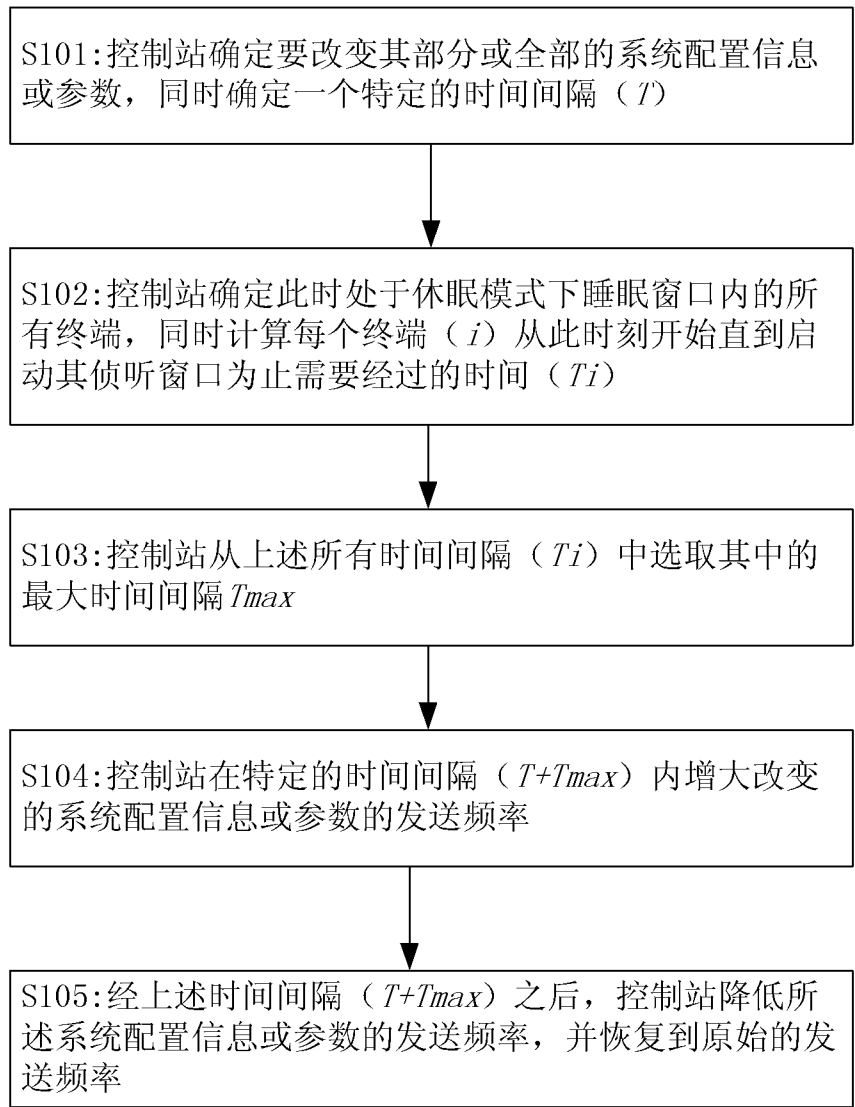 S101:控制站确定要改变其部分或全部的系统配置信息
或参数，同时确定一个特定的时间间隔（T）
S102:控制站确定此时处于休眠模式下睡眠窗口内的所
有终端，同时计算每个终端（i）从此时刻开始直到启
动其侦听窗口为止需要经过的时间（Ti）
S103:控制站从上述所有时间间隔（Ti）中选取其中的
最大时间间隔Tmax
S104:控制站在特定的时间间隔（T+Tmax）内增大改变
的系统配置信息或参数的发送频率
S105:经上述时间间隔（T+Tmax）之后，控制站降低所
述系统配置信息或参数的发送频率，并恢复到原始的发
送频率